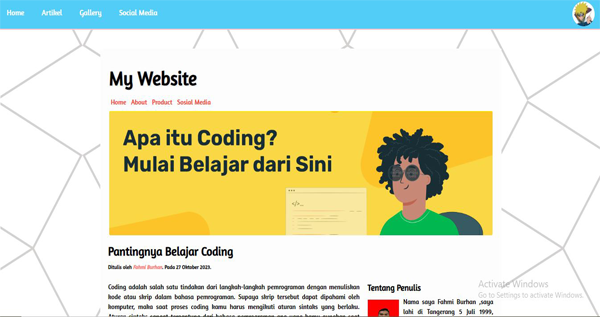 Home Artikel Gallery Social Media
My Website
Home About Product Sosial Media
Apa itu Coding?
Mulai Belajar dari Sini
Pantingnya Belajar Coding
Ditulis oleh Fahmi Burhan. Pada 27 Oktober 2023.
Coding adalah salah satu tindakan dari langkah-langkah pemrograman dengan menuliskan
kode atau skrip dalam bahasa pemrograman. Supaya skrip tersebut dapat dipahami oleh
komputer, maka saat proses coding kamu harus mengikuti aturan sintaks yang berlaku.
Tentang Penulis
Nama saya Fahmi Burhan ,saya
lahi di Tangerang 5 Juli 1999,
Activate Windows
Go to Settings to activate Windows.